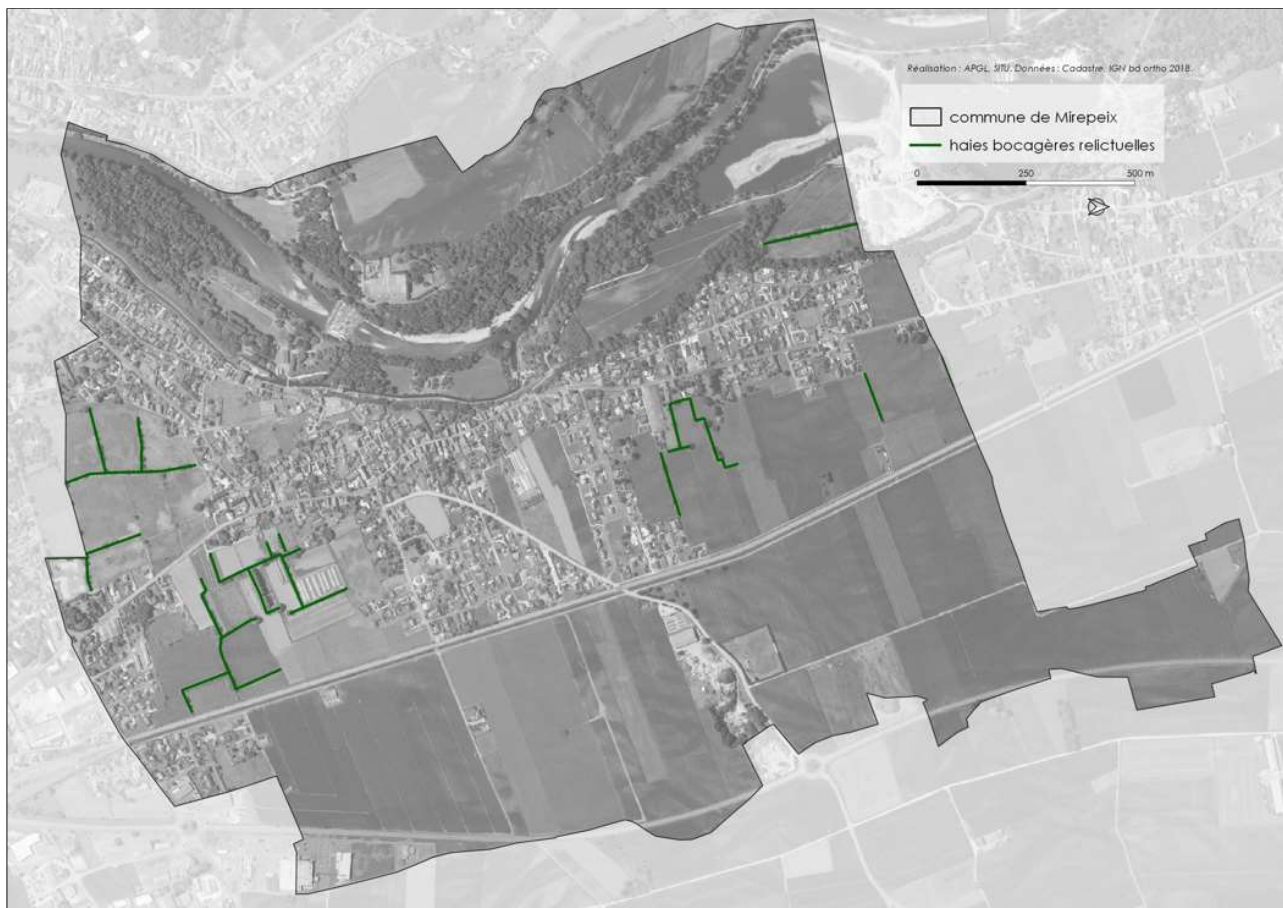 Réalisation : APGL, SITU. Données : Cadastre, IGN bd ortho 2018.
commune de Mirepeix
haies bocagères relictuelles
0 250 500 m